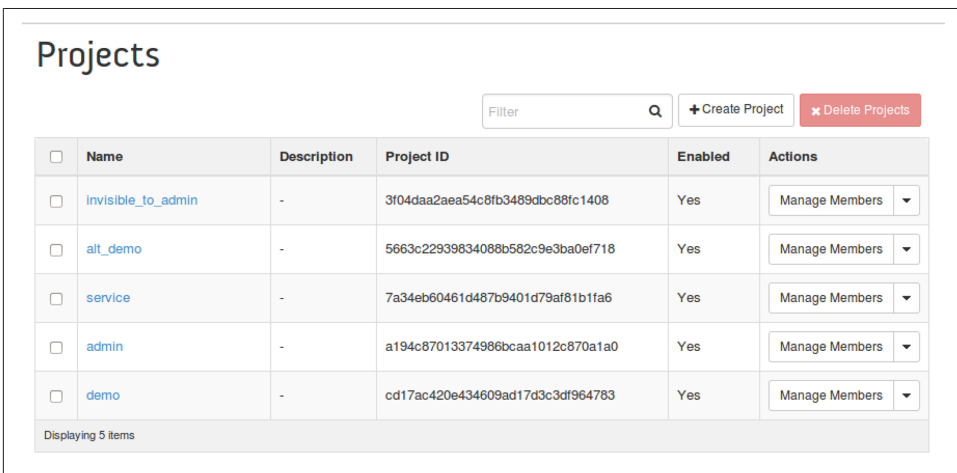 Projects
Filter Create Project Delete Projects
Name Description Project ID Enabled Actions
invisible_to_admin - 3f04daa2aea54c8fb3489dbc88fc1408 Yes Manage Members
alt_demo - 5663c22939834088b582c9e3ba0ef718 Yes Manage Members
service - 7a34eb60461d487b9401d79af81b1fa6 Yes Manage Members
admin - a194c87013374986bcaa1012c870a1a0 Yes Manage Members
demo - cd17ac420e434609ad17d3c3df964783 Yes Manage Members
Displaying 5 items